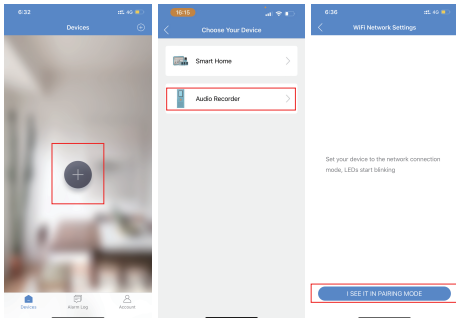 6:32
4G
Devices
Devices
Alarm Log
Account
16:15
Choose Your Device
Smart Home
Audio Recorder
6:36
4G
WIFI Network Settings
Set your device to the network connection
mode, LEDs start blinking
I SEE IT IN PAIRING MODE